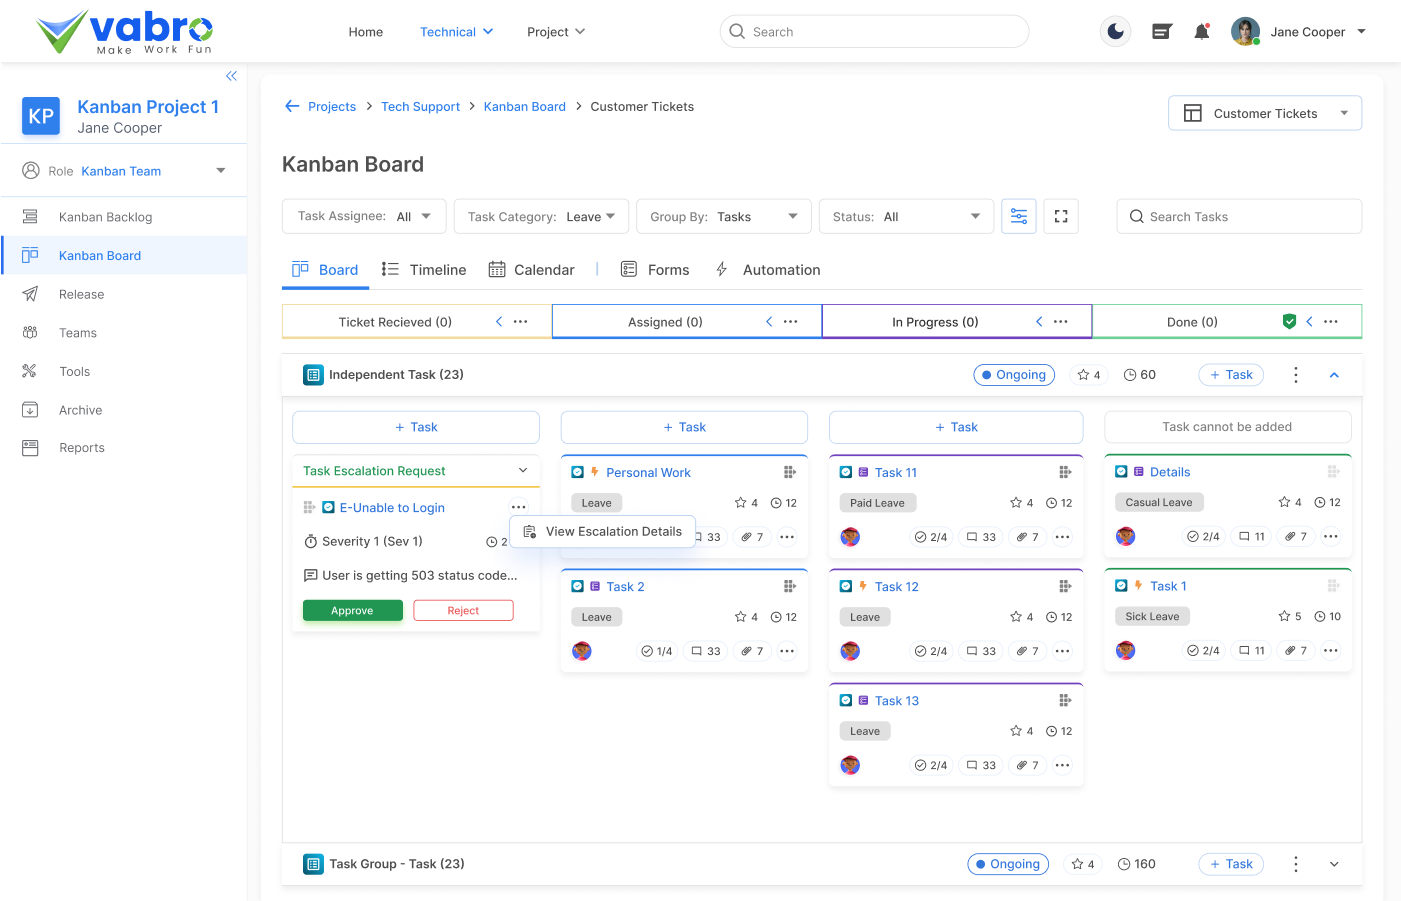 vabro
Make Work Fun
Home
Technical
Project
Search
Jane Cooper
KP
Kanban Project 1
Jane Cooper
Role Kanban Team
Kanban Backlog
Kanban Board
Release
Teams
Tools
Archive
Reports
Projects > Tech Support > Kanban Board > Customer Tickets
Customer Tickets
Kanban Board
Task Assignee: All
Task Category: Leave
Group By: Tasks
Status: All
Search Tasks
Board
Timeline
Calendar
Forms
Automation
Ticket Recieved (0)
Assigned (0)
In Progress (0)
Done (0)
Independent Task (23)
Ongoing
4
60
+ Task
+ Task
+ Task
+ Task
Task cannot be added
Task Escalation Request
E-Unable to Login
Severity 1 (Sev 1)
2
User is getting 503 status code...
Approve
Reject
View Escalation Details
Personal Work
Leave
4
12
33
7
Task 2
Leave
4
12
1/4
33
7
Task 11
Paid Leave
4
12
2/4
33
7
Task 12
Leave
4
12
2/4
33
7
Task 13
Leave
4
12
2/4
33
7
Details
Casual Leave
4
12
2/4
11
7
Task 1
Sick Leave
5
10
2/4
11
7
Task Group - Task (23)
Ongoing
4
160
+ Task